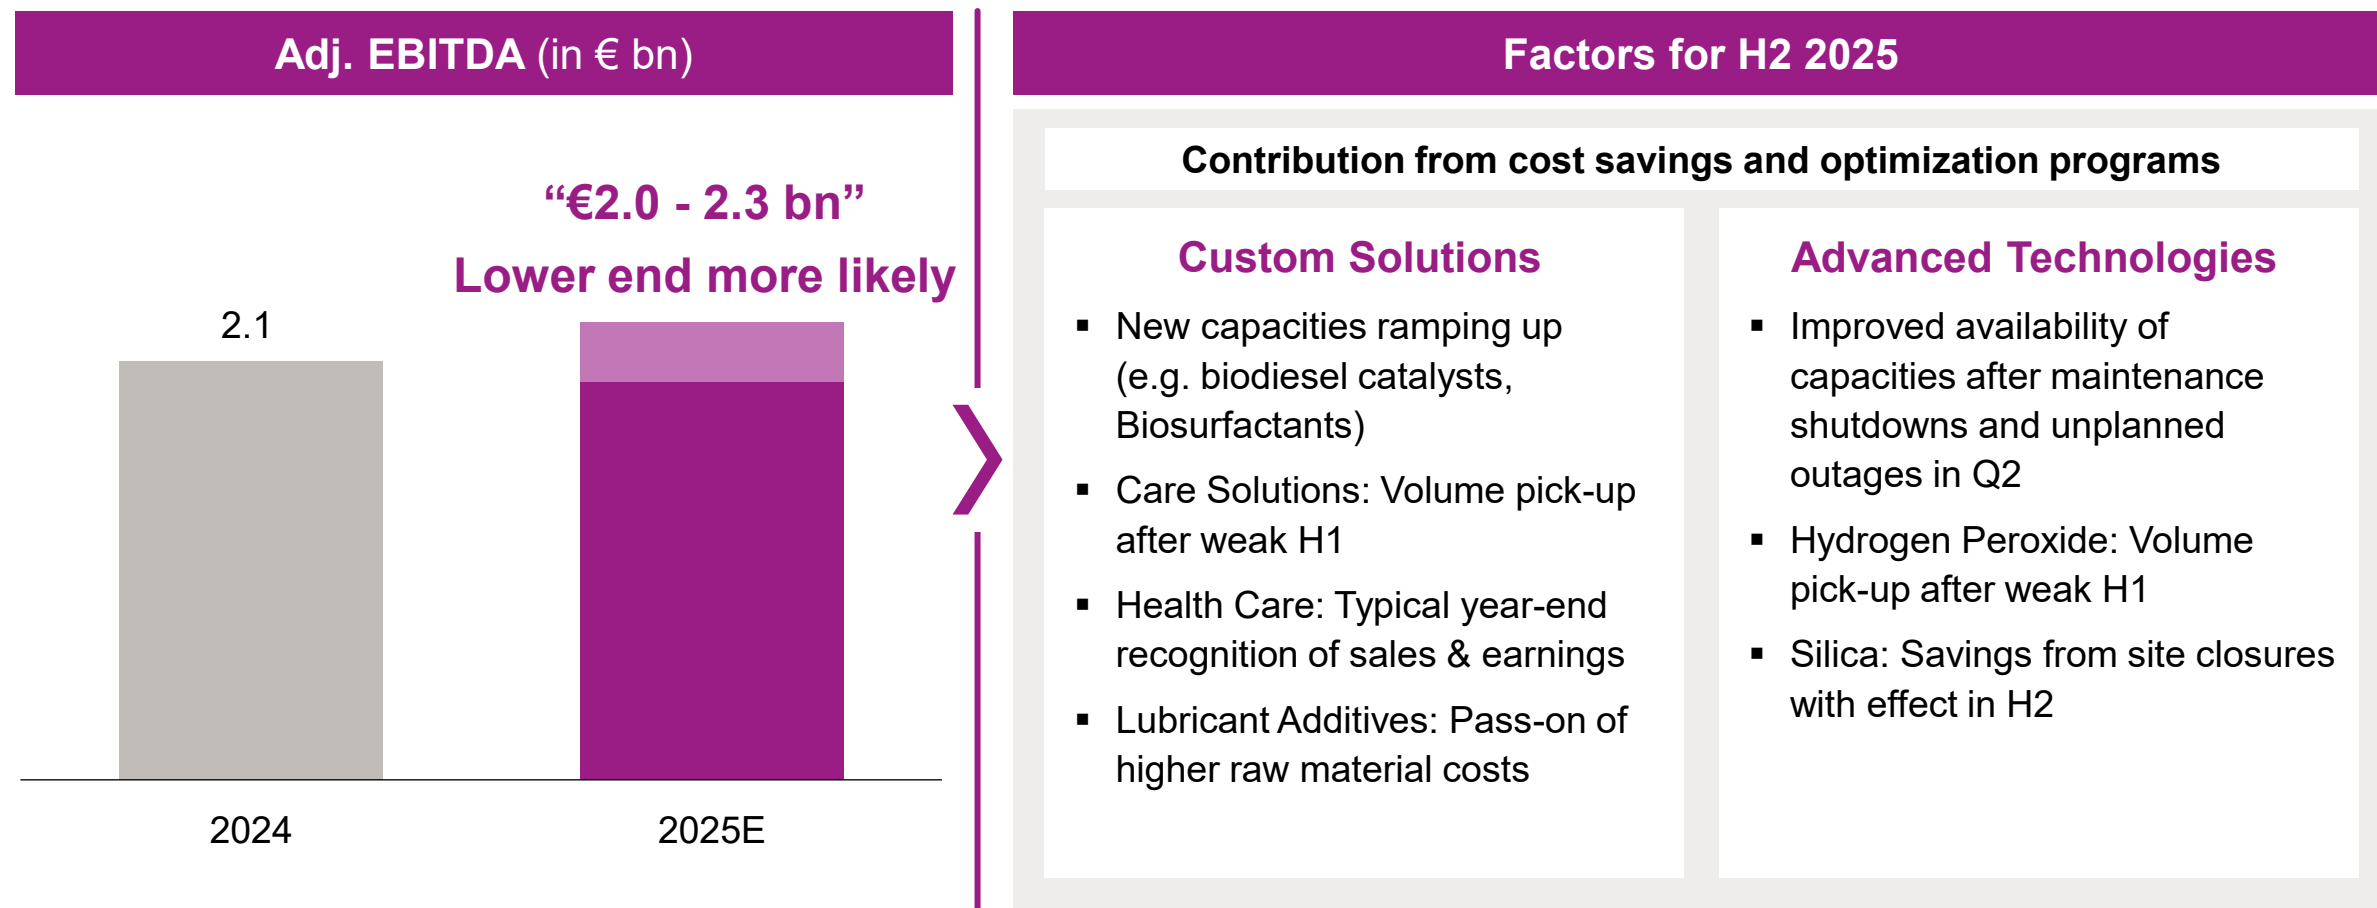 Adj. EBITDA (in € bn)
“€2.0 - 2.3 bn”
Lower end more likely
2.1
2024
2025E
Factors for H2 2025
Contribution from cost savings and optimization programs
Custom Solutions
▪ New capacities ramping up
(e.g. biodiesel catalysts,
Biosurfactants)
▪ Care Solutions: Volume pick-up
after weak H1
▪ Health Care: Typical year-end
recognition of sales & earnings
▪ Lubricant Additives: Pass-on of
higher raw material costs
Advanced Technologies
▪ Improved availability of
capacities after maintenance
shutdowns and unplanned
outages in Q2
▪ Hydrogen Peroxide: Volume
pick-up after weak H1
▪ Silica: Savings from site closures
with effect in H2